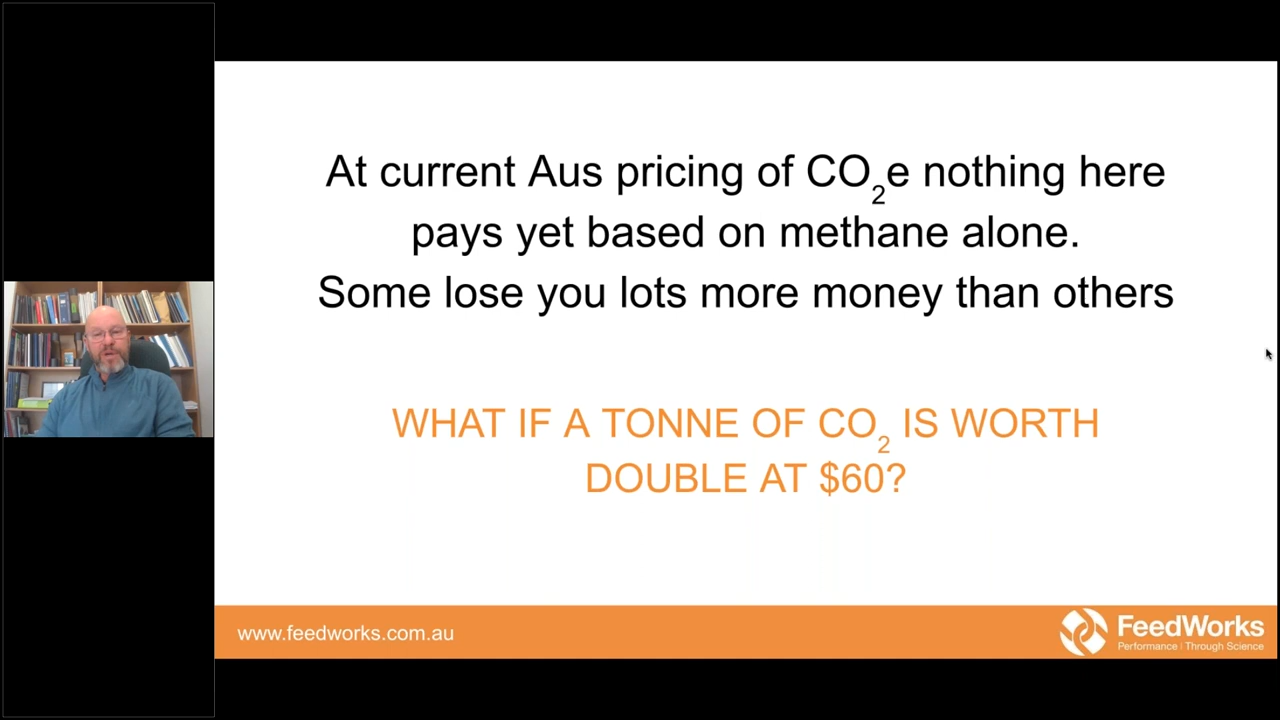 At current Aus pricing of CO₂e nothing here
pays yet based on methane alone.
Some lose you lots more money than others
WHAT IF A TONNE OF CO₂ IS WORTH
DOUBLE AT $60?
www.feedworks.com.au
FeedWorks
Performance | Through Science